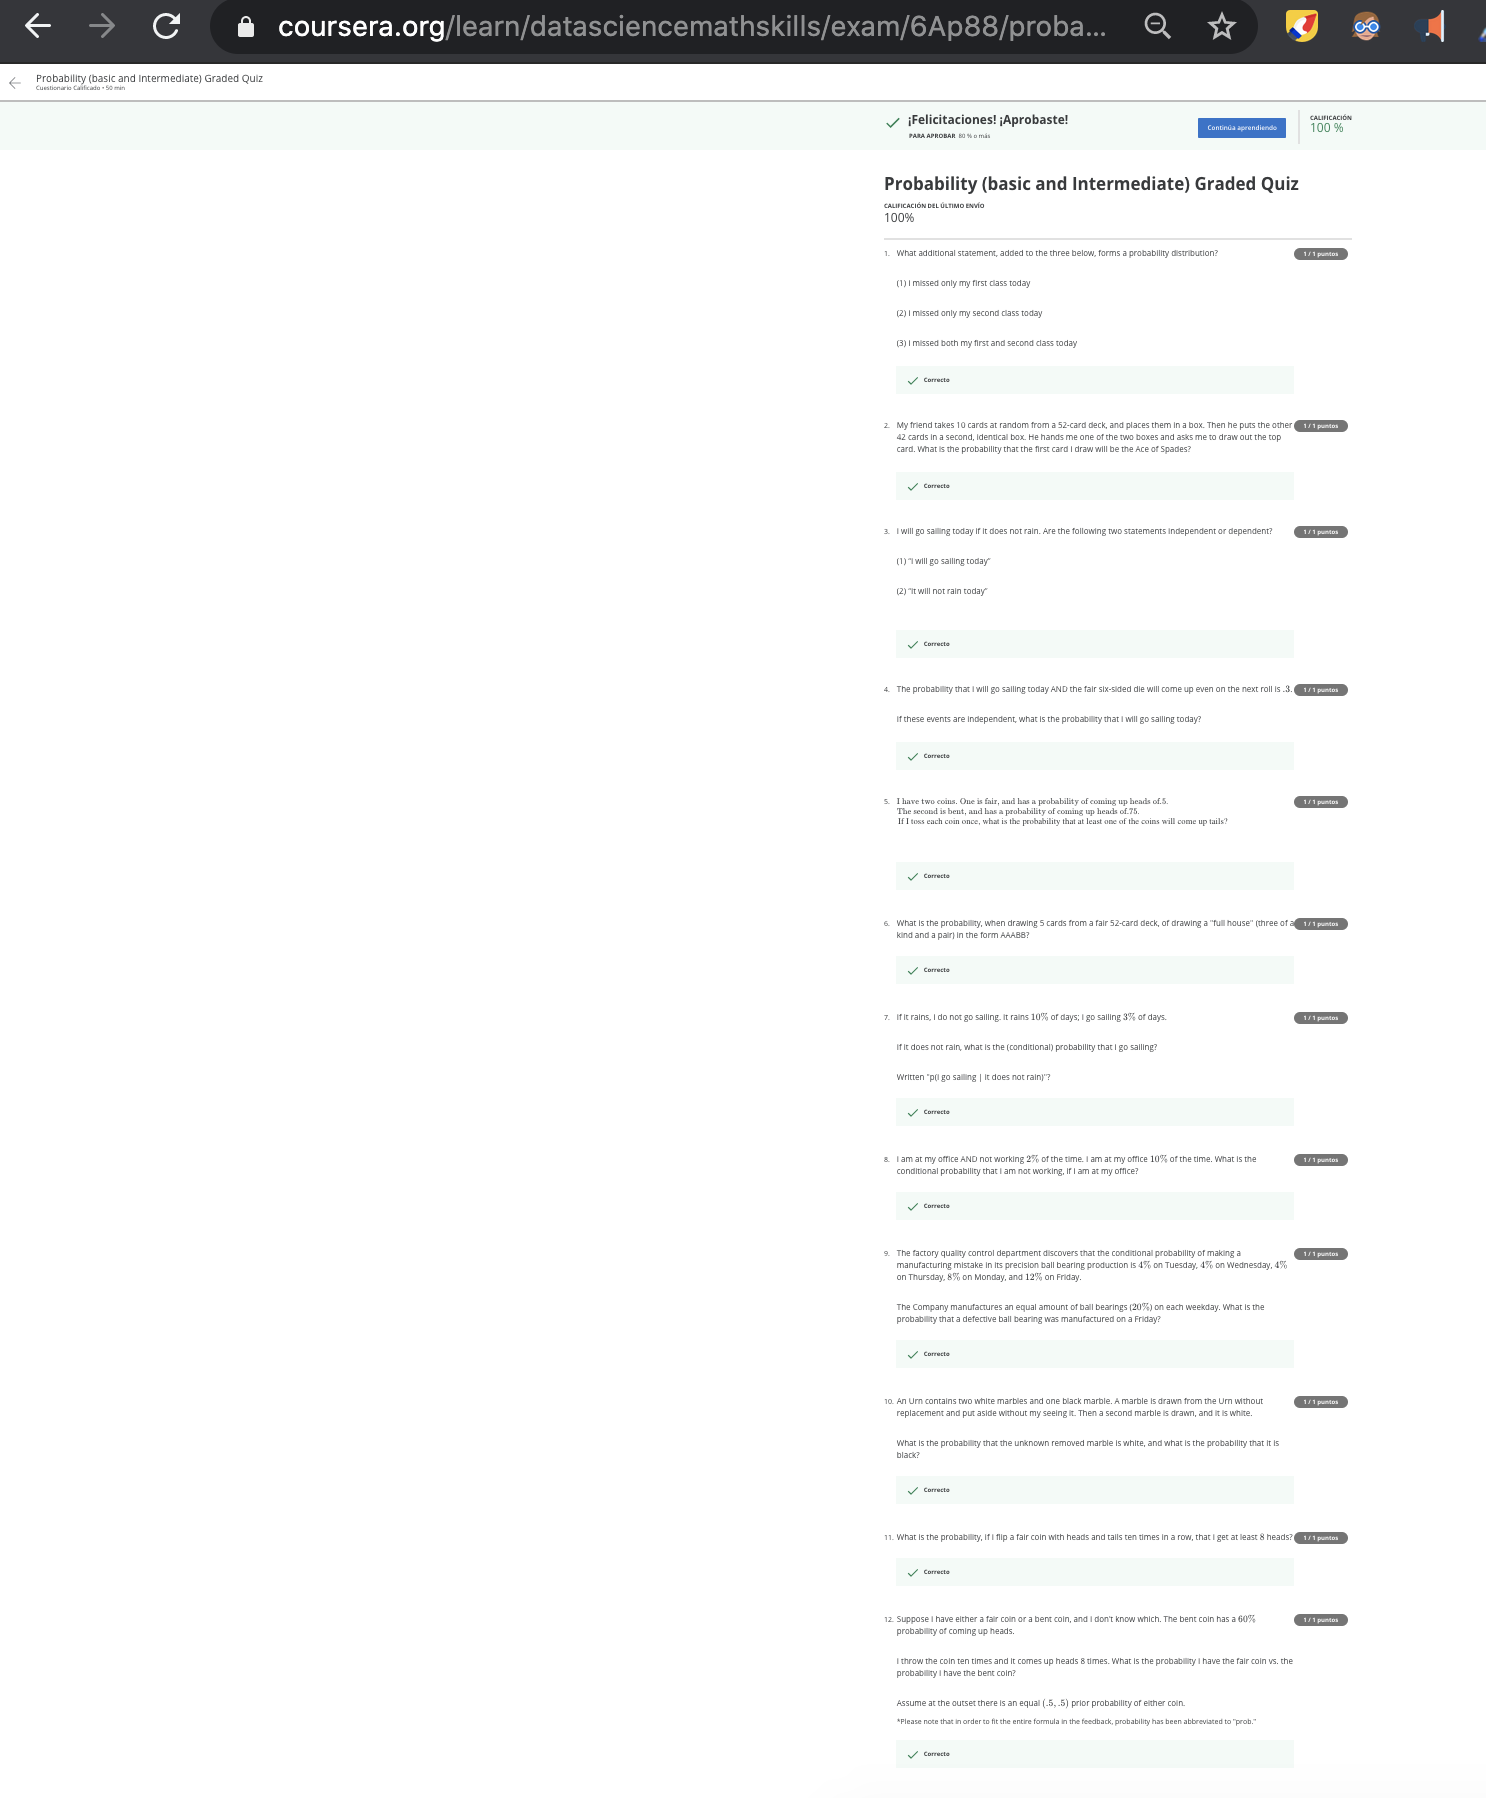 coursera.org/learn/datasciencemathskills/exam/6Ap88/proba...
Probability (basic and Intermediate) Graded Quiz
Cuestionario Calificado • 50 min
¡Felicitaciones! ¡Aprobaste!
PARA APROBAR 80 % o más
Continúa aprendiendo
CALIFICACIÓN
100 %
Probability (basic and Intermediate) Graded Quiz
CALIFICACIÓN DEL ÚLTIMO ENVÍO
100%
1. What additional statement, added to the three below, forms a probability distribution?
1 / 1 puntos
(1) I missed only my first class today
(2) I missed only my second class today
(3) I missed both my first and second class today
Correcto
2. My friend takes 10 cards at random from a 52-card deck, and places them in a box. Then he puts the other
1 / 1 puntos
42 cards in a second, identical box. He hands me one of the two boxes and asks me to draw out the top
card. What is the probability that the first card I draw will be the Ace of Spades?
Correcto
3. I will go sailing today if it does not rain. Are the following two statements independent or dependent?
1 / 1 puntos
(1) "I will go sailing today"
(2) "It will not rain today"
Correcto
4. The probability that I will go sailing today AND the fair six-sided die will come up even on the next roll is .3.
1 / 1 puntos
If these events are independent, what is the probability that I will go sailing today?
Correcto
5. I have two coins. One is fair, and has a probability of coming up heads of.5.
1 / 1 puntos
The second is bent, and has a probability of coming up heads of.75.
If I toss each coin once, what is the probability that at least one of the coins will come up tails?
Correcto
6. What is the probability, when drawing 5 cards from a fair 52-card deck, of drawing a "full house" (three of a
1 / 1 puntos
kind and a pair) in the form AAABB?
Correcto
7. If it rains, I do not go sailing. It rains 10% of days; I go sailing 3% of days.
1 / 1 puntos
If it does not rain, what is the (conditional) probability that I go sailing?
Written "p(I go sailing | it does not rain)"?
Correcto
8. I am at my office AND not working 2% of the time. I am at my office 10% of the time. What is the
1 / 1 puntos
conditional probability that I am not working, if I am at my office?
Correcto
9. The factory quality control department discovers that the conditional probability of making a
1 / 1 puntos
manufacturing mistake in its precision ball bearing production is 4% on Tuesday, 4% on Wednesday, 4%
on Thursday, 8% on Monday, and 12% on Friday.
The Company manufactures an equal amount of ball bearings (20%) on each weekday. What is the
probability that a defective ball bearing was manufactured on a Friday?
Correcto
10. An Urn contains two white marbles and one black marble. A marble is drawn from the Urn without
1 / 1 puntos
replacement and put aside without my seeing it. Then a second marble is drawn, and it is white.
What is the probability that the unknown removed marble is white, and what is the probability that it is
black?
Correcto
11. What is the probability, if I flip a fair coin with heads and tails ten times in a row, that I get at least 8 heads?
1 / 1 puntos
Correcto
12. Suppose I have either a fair coin or a bent coin, and I don't know which. The bent coin has a 60%
1 / 1 puntos
probability of coming up heads.
I throw the coin ten times and it comes up heads 8 times. What is the probability I have the fair coin vs. the
probability I have the bent coin?
Assume at the outset there is an equal (.5, .5) prior probability of either coin.
*Please note that in order to fit the entire formula in the feedback, probability has been abbreviated to "prob."
Correcto